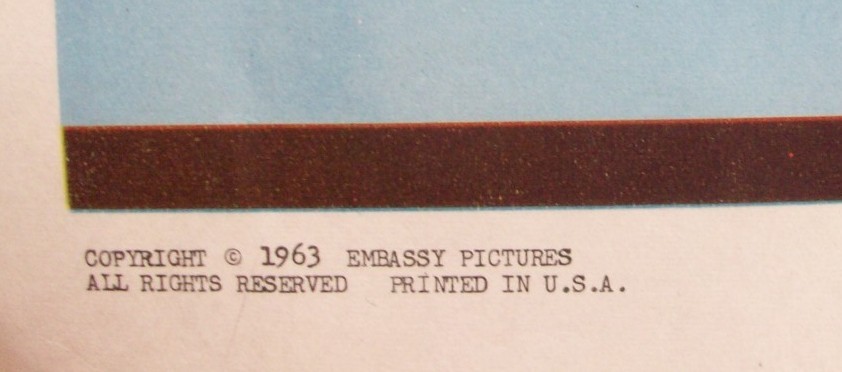 COPYRIGHT © 1963 EMBASSY PICTURES
ALL RIGHTS RESERVED PRINTED IN U.S.A.